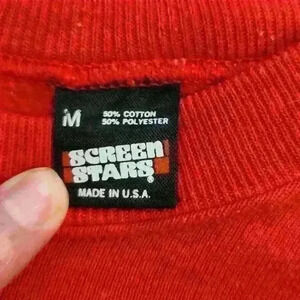 M
50% COTTON
50% POLYESTER
SCREEN
STARS®
MADE IN U.S.A.